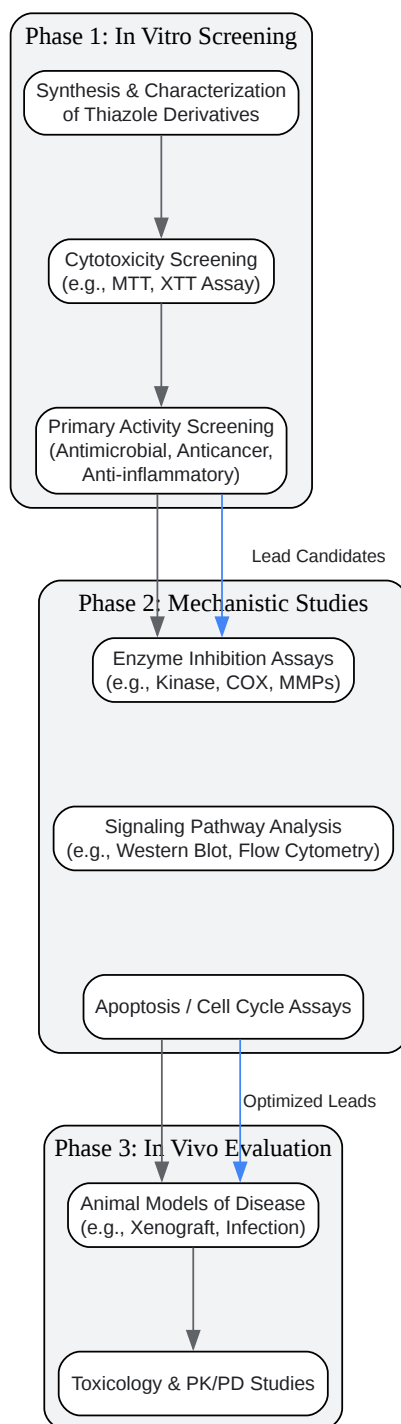 Phase 1: In Vitro Screening
Synthesis & Characterization
of Thiazole Derivatives
Cytotoxicity Screening
(e.g., MTT, XTT Assay)
Primary Activity Screening
(Antimicrobial, Anticancer,
Anti-inflammatory)
Lead Candidates
Phase 2: Mechanistic Studies
Enzyme Inhibition Assays
(e.g., Kinase, COX, MMPs)
Signaling Pathway Analysis
(e.g., Western Blot, Flow Cytometry)
Apoptosis / Cell Cycle Assays
Optimized Leads
Phase 3: In Vivo Evaluation
Animal Models of Disease
(e.g., Xenograft, Infection)
Toxicology & PK/PD Studies